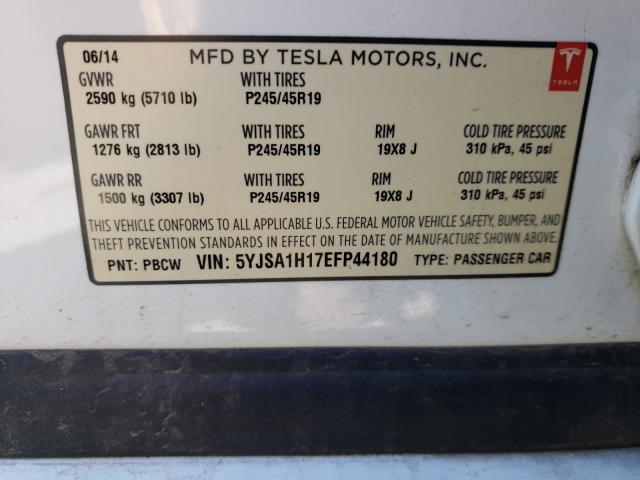 06/14 MFD BY TESLA MOTORS, INC.
TESLA
GVWR WITH TIRES
2590 kg (5710 lb) P245/45R19
GAWR FRT WITH TIRES RIM COLD TIRE PRESSURE
1276 kg (2813 lb) P245/45R19 19X8 J 310 kPa, 45 psi
GAWR RR WITH TIRES RIM COLD TIRE PRESSURE
1500 kg (3307 lb) P245/45R19 19X8 J 310 kPa, 45 psi
THIS VEHICLE CONFORMS TO ALL APPLICABLE U.S. FEDERAL MOTOR VEHICLE SAFETY, BUMPER, AND
THEFT PREVENTION STANDARDS IN EFFECT ON THE DATE OF MANUFACTURE SHOWN ABOVE.
PNT: PBCW VIN: 5YJSA1H17EFP44180 TYPE: PASSENGER CAR